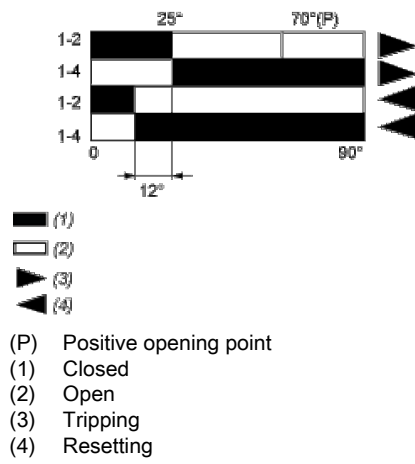 25° 70°(P)
1-2
1-4
1-2
1-4
0 90°
12°
(1)
(2)
(3)
(4)
(P) Positive opening point
(1) Closed
(2) Open
(3) Tripping
(4) Resetting